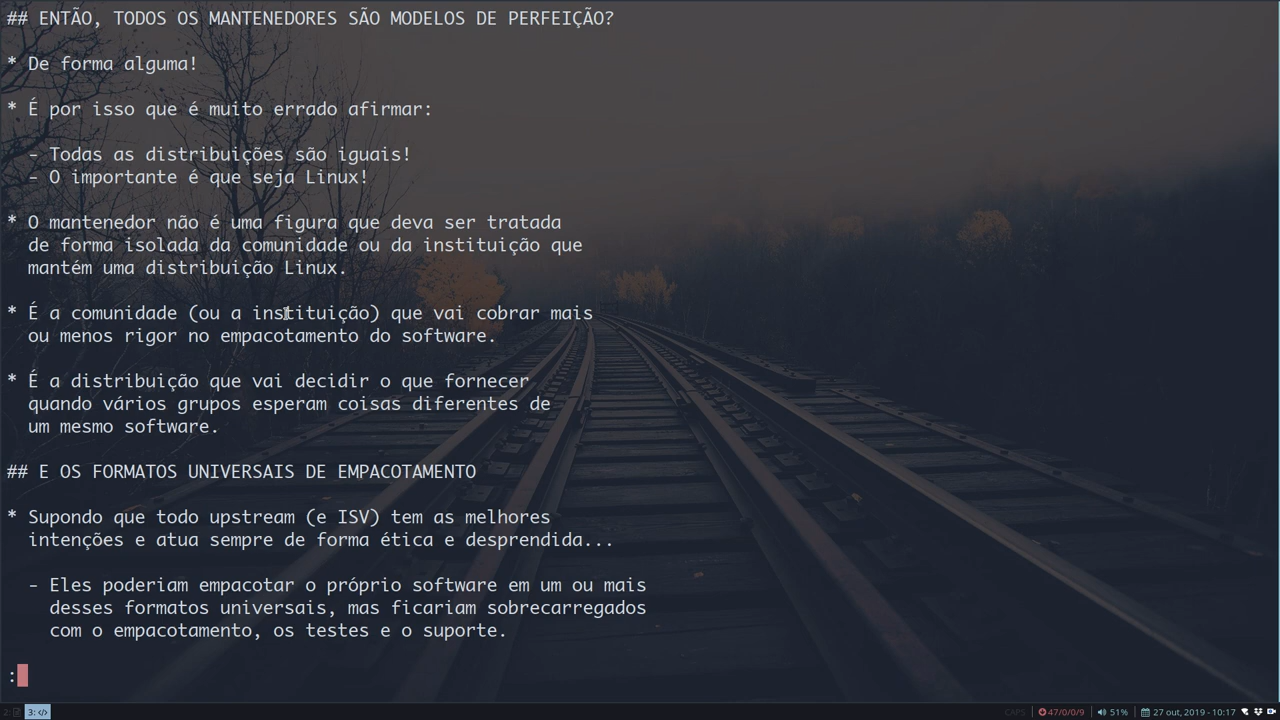 ## ENTÃO, TODOS OS MANTENEDORES SÃO MODELOS DE PERFEIÇÃO?
* De forma alguma!
* É por isso que é muito errado afirmar:
- Todas as distribuições são iguais!
- O importante é que seja Linux!
* O mantenedor não é uma figura que deva ser tratada
de forma isolada da comunidade ou da instituição que
mantém uma distribuição Linux.
* É a comunidade (ou a instituição) que vai cobrar mais
ou menos rigor no empacotamento do software.
* É a distribuição que vai decidir o que fornecer
quando vários grupos esperam coisas diferentes de
um mesmo software.
## E OS FORMATOS UNIVERSAIS DE EMPACOTAMENTO
* Supondo que todo upstream (e ISV) tem as melhores
intenções e atua sempre de forma ética e desprendida...
- Eles poderiam empacotar o próprio software em um ou mais
desses formatos universais, mas ficariam sobrecarregados
com o empacotamento, os testes e o suporte.
:
2: 3: </> CAPS 47/0/0/9 51% 27 out, 2019 - 10:17